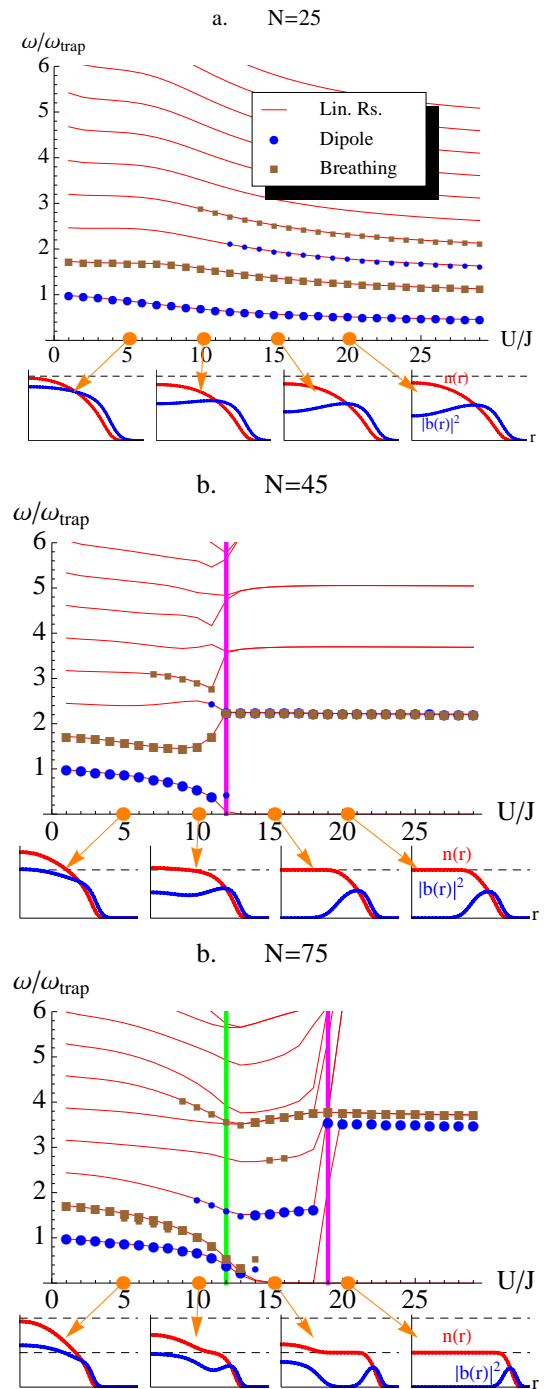 a. N=25
ω/ω_trap
6
5
4
3
2
1
0 5 10 15 20 25 U/J
Lin. Rs.
Dipole
Breathing
n(r)
|b(r)|²
r
b. N=45
ω/ω_trap
6
5
4
3
2
1
0 5 10 15 20 25 U/J
n(r)
|b(r)|²
r
b. N=75
ω/ω_trap
6
5
4
3
2
1
0 5 10 15 20 25 U/J
n(r)
|b(r)|²
r